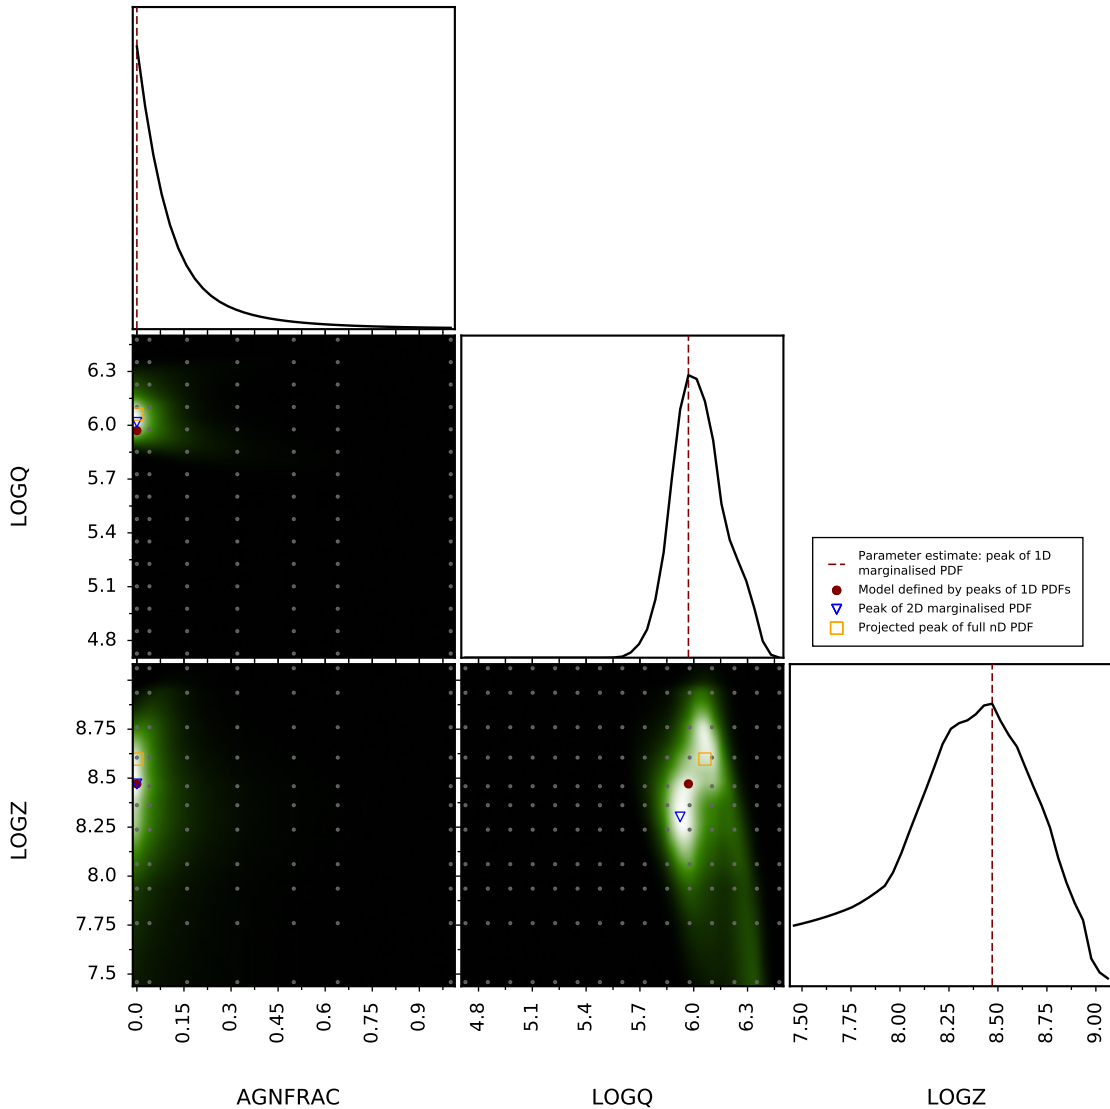 6.3
6.0
5.7
5.4
5.1
4.8
LOGQ
Parameter estimate: peak of 1D
marginalised PDF
Model defined by peaks of 1D PDFs
Peak of 2D marginalised PDF
Projected peak of full nD PDF
8.75
8.5
8.25
8.0
7.75
7.5
LOGZ
0.0 0.15 0.3 0.45 0.6 0.75 0.9
4.8 5.1 5.4 5.7 6.0 6.3
7.50 7.75 8.00 8.25 8.50 8.75 9.00
AGNFRAC LOGQ LOGZ